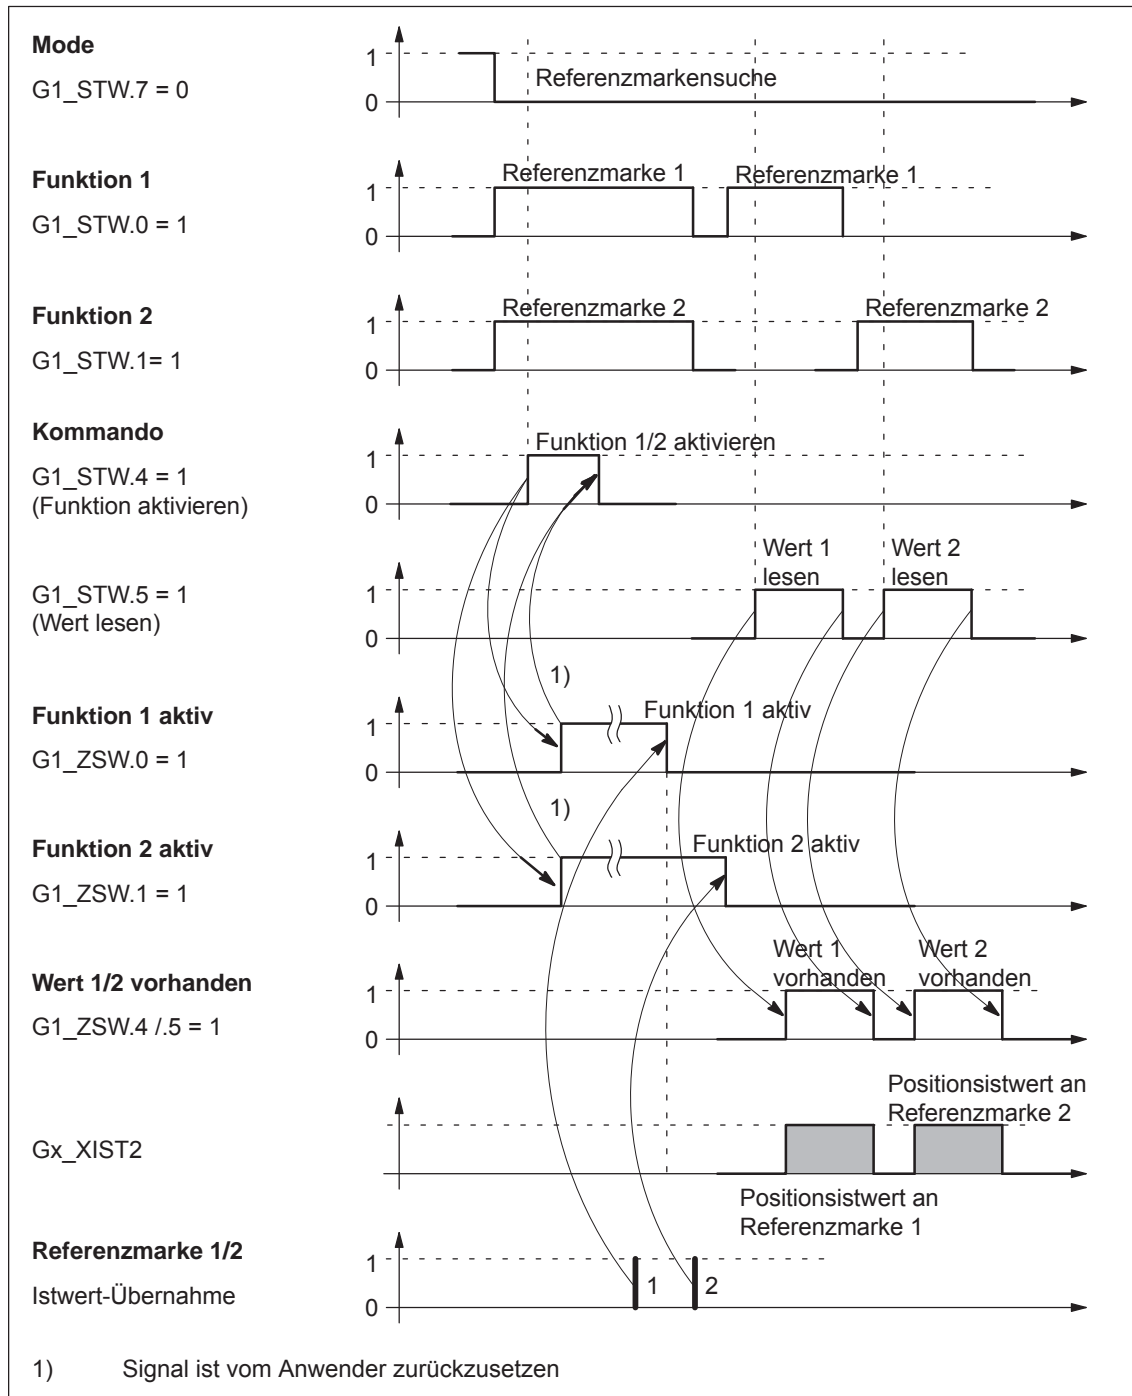 Mode
G1_STW.7 = 0
1
0
Referenzmarkensuche
Funktion 1
G1_STW.0 = 1
1
0
Referenzmarke 1
Referenzmarke 1
Funktion 2
G1_STW.1= 1
1
0
Referenzmarke 2
Referenzmarke 2
Kommando
G1_STW.4 = 1
(Funktion aktivieren)
1
0
Funktion 1/2 aktivieren
G1_STW.5 = 1
(Wert lesen)
1
0
Wert 1
lesen
Wert 2
lesen
1)
Funktion 1 aktiv
G1_ZSW.0 = 1
1
0
Funktion 1 aktiv
1)
Funktion 2 aktiv
G1_ZSW.1 = 1
1
0
Funktion 2 aktiv
Wert 1/2 vorhanden
G1_ZSW.4 /.5 = 1
1
0
Wert 1
vorhanden
Wert 2
vorhanden
Gx_XIST2
Positionsistwert an
Referenzmarke 2
Positionsistwert an
Referenzmarke 1
Referenzmarke 1/2
Istwert-Übernahme
1
0
1
2
1) Signal ist vom Anwender zurückzusetzen